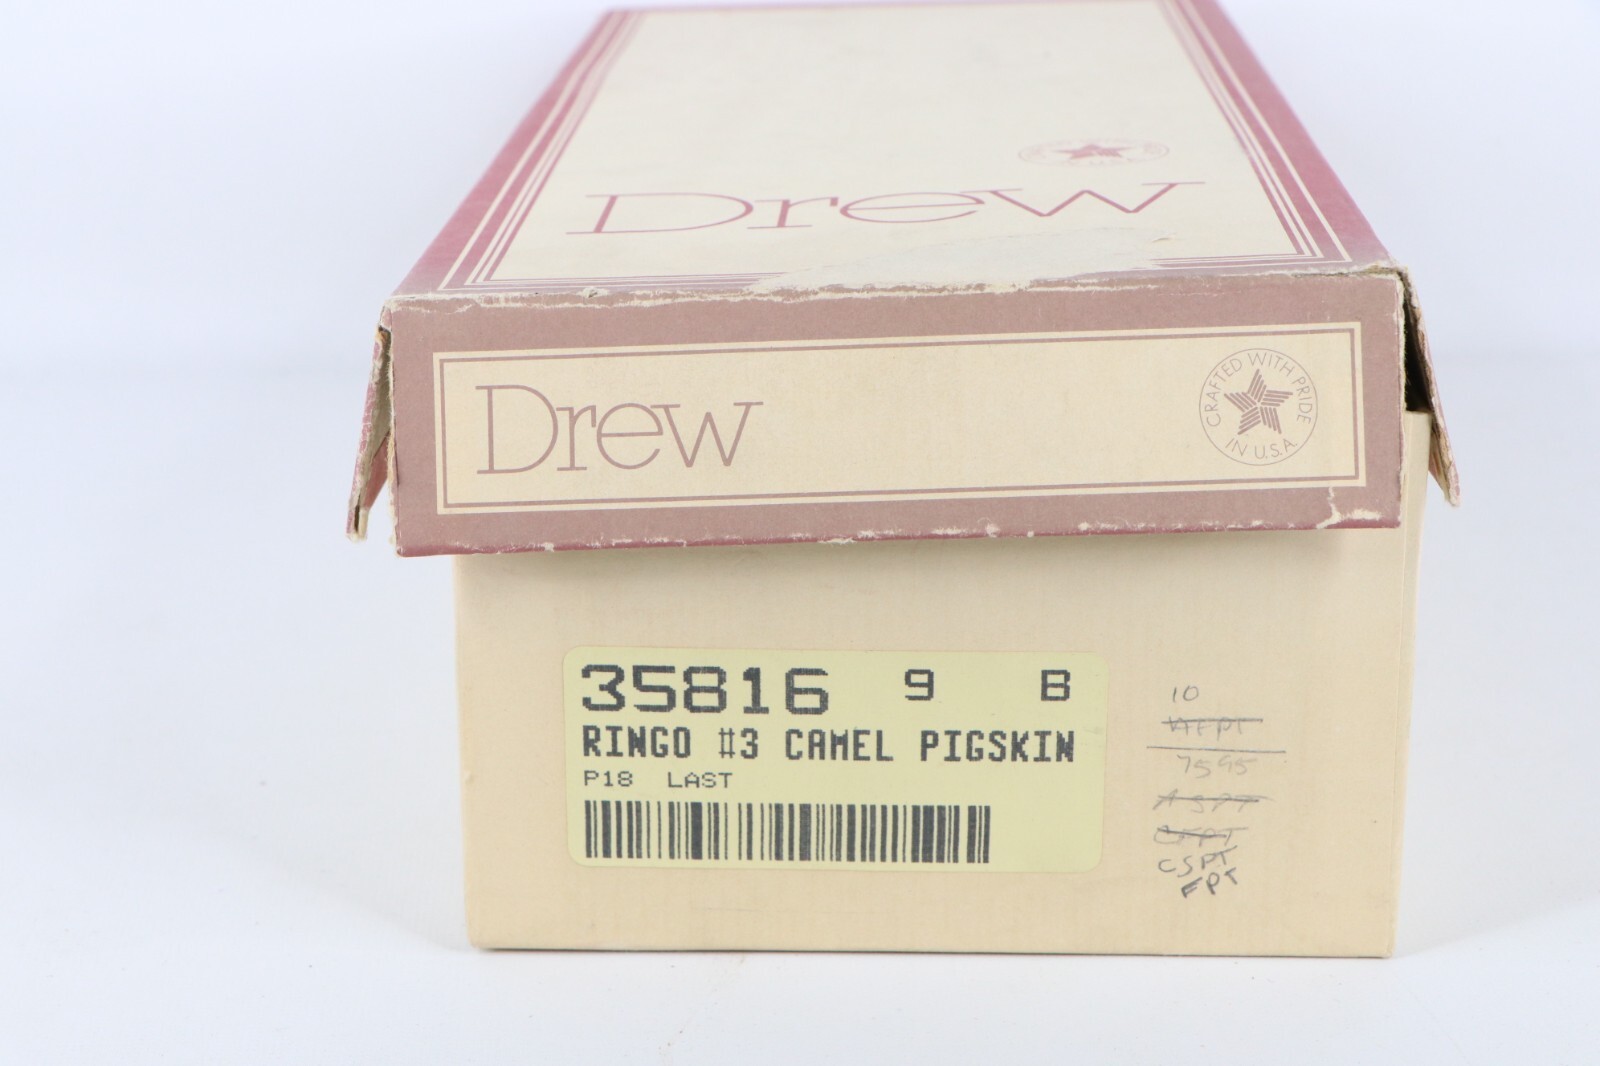 Drew
Drew
CRAFTED WITH PRIDE
IN U.S.A.
35816 9 B
RINGO #3 CAMEL PIGSKIN
P18 LAST
10
7595
CSPT
FPT